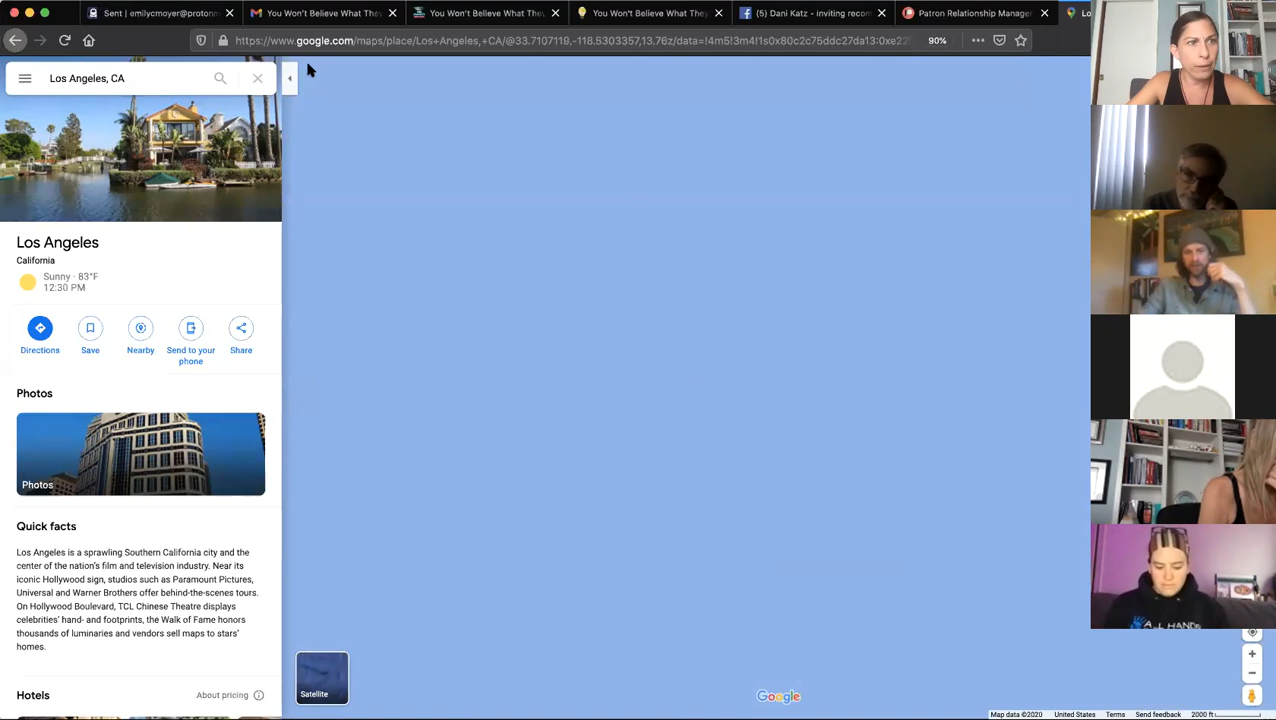 Sent | emilycmoyer@protonm
You Won't Believe What The
You Won't Believe What The
You Won't Believe What The
(5) Dani Katz - inviting recom
Patron Relationship Manager
Lo
https://www.google.com/maps/place/Los+Angeles,+CA/@33.7107119,-118.5303357,13.76z/data=!4m5!3m4!1s0x80c2c75ddc27da13:0xe22
90%
Los Angeles, CA
Los Angeles
California
Sunny · 83°F
12:30 PM
Directions
Save
Nearby
Send to your
phone
Share
Photos
Photos
Quick facts
Los Angeles is a sprawling Southern California city and the
center of the nation's film and television industry. Near its
iconic Hollywood sign, studios such as Paramount Pictures,
Universal and Warner Brothers offer behind-the-scenes tours.
On Hollywood Boulevard, TCL Chinese Theatre displays
celebrities' hand- and footprints, the Walk of Fame honors
thousands of luminaries and vendors sell maps to stars'
homes.
Hotels
About pricing
Satellite
Google
Map data ©2020
United States
Terms
Send feedback
2000 ft
ALL HANDS